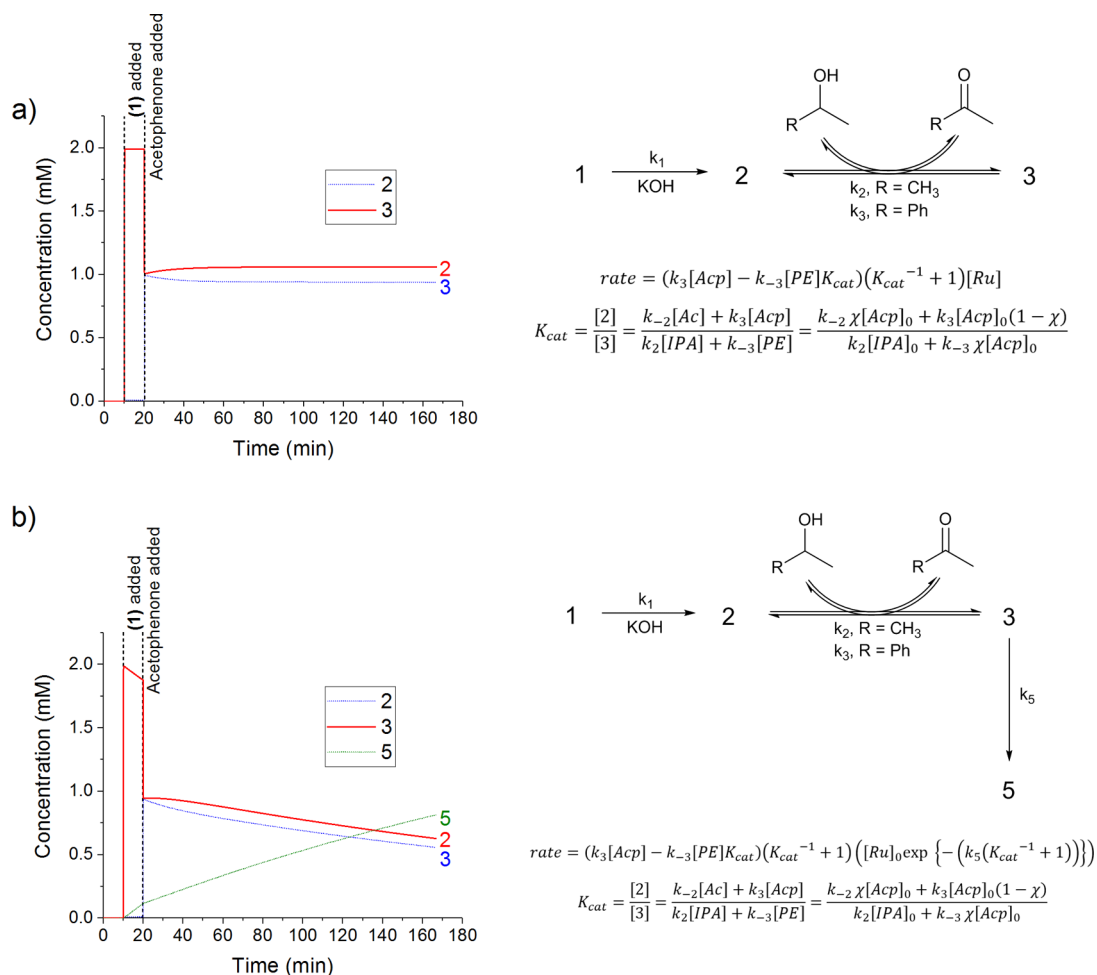 a)
Concentration (mM)
2.0
1.5
1.0
0.5
0.0
(1) added
Acetophenone added
2
3
2
3
0 20 40 60 80 100 120 140 160 180
Time (min)
OH
R
O
R
1
k₁
KOH
2
k₂, R = CH₃
k₃, R = Ph
3
rate = (k₃[Acp] − k₋₃[PE]K_cat)(K_cat⁻¹ + 1)[Ru]
K_cat = [2]/[3] = (k₋₂[Ac] + k₃[Acp])/(k₂[IPA] + k₋₃[PE]) = (k₋₂ χ[Acp]₀ + k₃[Acp]₀(1 − χ))/(k₂[IPA]₀ + k₋₃ χ[Acp]₀)
b)
Concentration (mM)
2.0
1.5
1.0
0.5
0.0
(1) added
Acetophenone added
2
3
5
5
2
3
0 20 40 60 80 100 120 140 160 180
Time (min)
OH
R
O
R
1
k₁
KOH
2
k₂, R = CH₃
k₃, R = Ph
3
k₅
5
rate = (k₃[Acp] − k₋₃[PE]K_cat)(K_cat⁻¹ + 1)([Ru]₀exp {−(k₅(K_cat⁻¹ + 1))})
K_cat = [2]/[3] = (k₋₂[Ac] + k₃[Acp])/(k₂[IPA] + k₋₃[PE]) = (k₋₂ χ[Acp]₀ + k₃[Acp]₀(1 − χ))/(k₂[IPA]₀ + k₋₃ χ[Acp]₀)